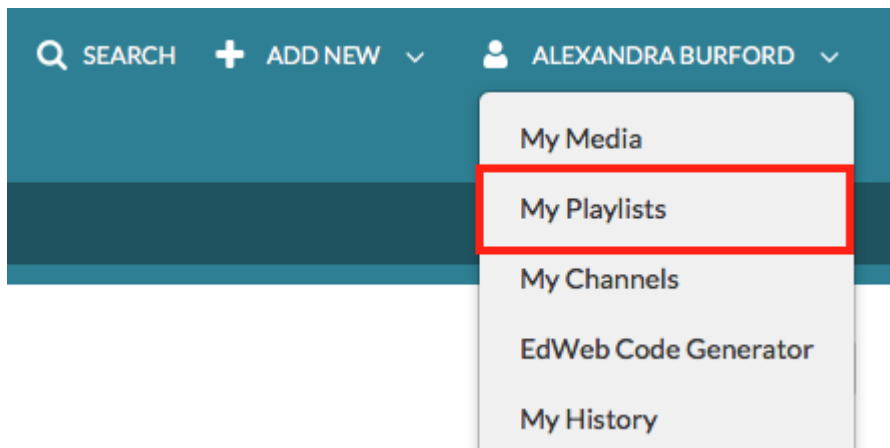 SEARCH ADD NEW ALEXANDRA BURFORD
My Media
My Playlists
My Channels
EdWeb Code Generator
My History